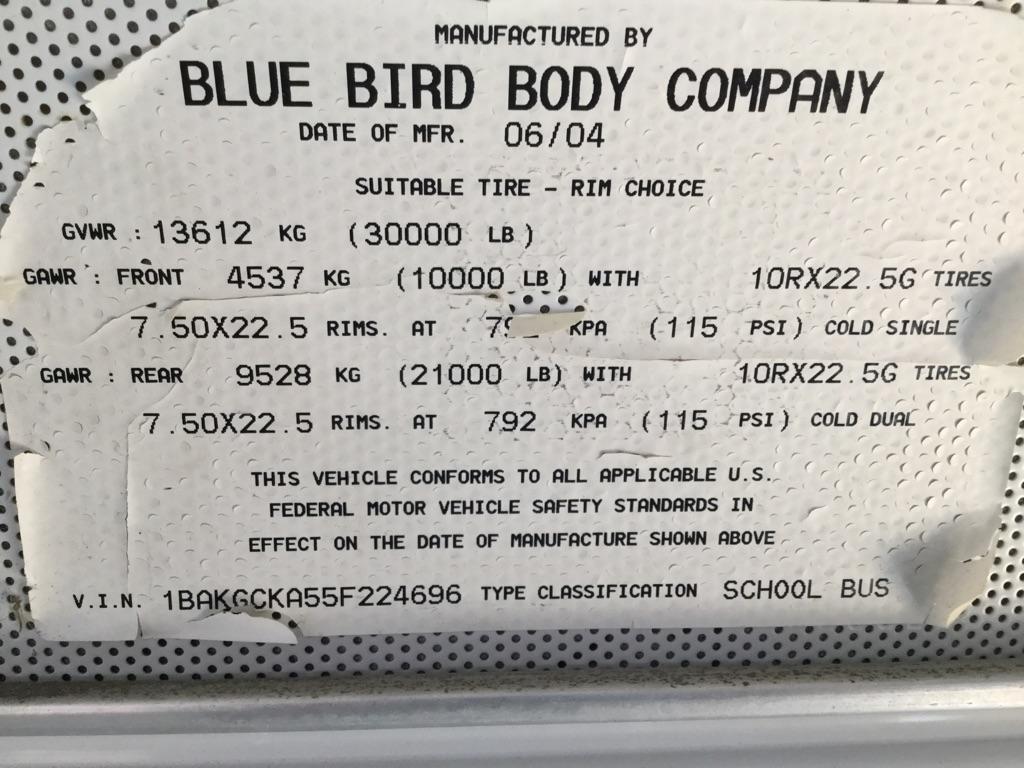 MANUFACTURED BY
BLUE BIRD BODY COMPANY
DATE OF MFR. 06/04
SUITABLE TIRE - RIM CHOICE
GVWR : 13612 KG (30000 LB)
GAWR : FRONT 4537 KG (10000 LB) WITH 10RX22.5G TIRES
7.50X22.5 RIMS. AT KPA (115 PSI) COLD SINGLE
GAWR : REAR 9528 KG (21000 LB) WITH 10RX22.5G TIRES
7.50X22.5 RIMS. AT 792 KPA (115 PSI) COLD DUAL
THIS VEHICLE CONFORMS TO ALL APPLICABLE U.S.
FEDERAL MOTOR VEHICLE SAFETY STANDARDS IN
EFFECT ON THE DATE OF MANUFACTURE SHOWN ABOVE
V.I.N. 1BAKGCKA55F224696 TYPE CLASSIFICATION SCHOOL BUS